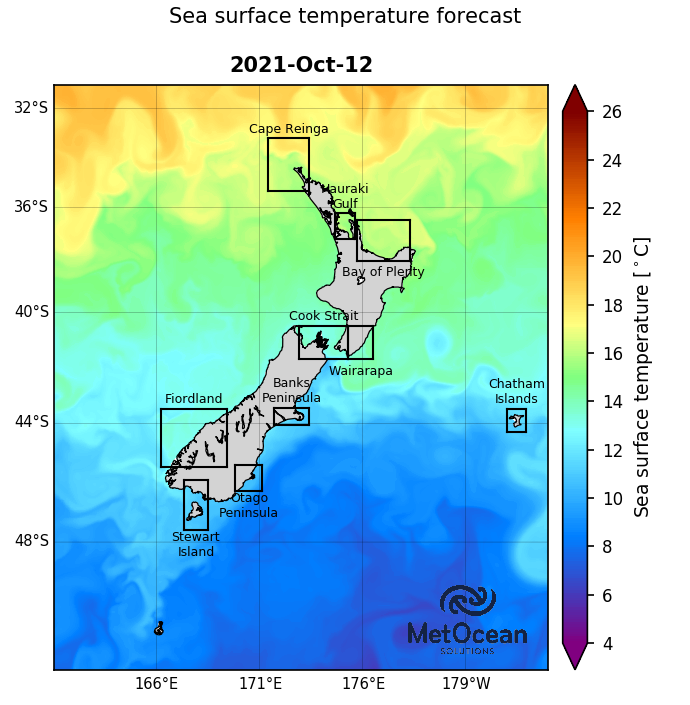 Sea surface temperature forecast
2021-Oct-12
32°S
36°S
40°S
44°S
48°S
166°E
171°E
176°E
179°W
Cape Reinga
Hauraki
Gulf
Bay of Plenty
Cook Strait
Wairarapa
Banks
Peninsula
Fiordland
Chatham
Islands
Otago
Peninsula
Stewart
Island
MetOcean
SOLUTIONS
26
24
22
20
18
16
14
12
10
8
6
4
Sea surface temperature [°C]